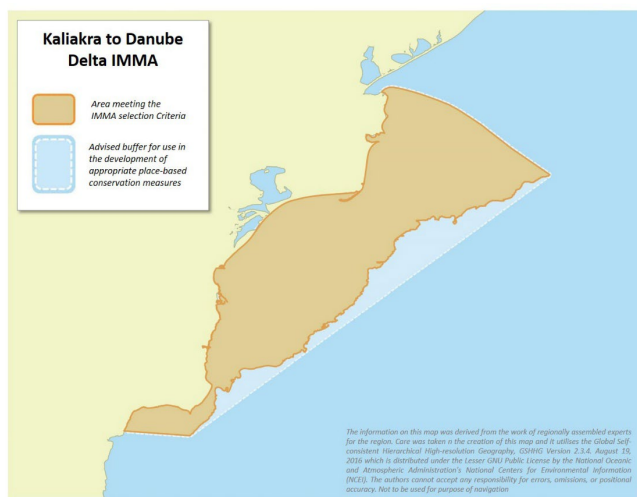 Kaliakra to Danube
Delta IMMA
Area meeting the
IMMA selection Criteria
Advised buffer for use in
the development of
appropriate place-based
conservation measures
The information on this map was derived from the work of regionally assembled experts
for the region. Care was taken n the creation of this map and it utilises the Global Self-
consistent Hierarchical High-resolution Geography, GSHHG Version 2.3.4. August 19,
2016 which is distributed under the Lesser GNU Public License by the National Oceanic
and Atmospheric Administration's National Centers for Environmental Information
(NCEI). The authors cannot accept any responsibility for errors, omissions, or positional
accuracy. Not to be used for purpose of navigation